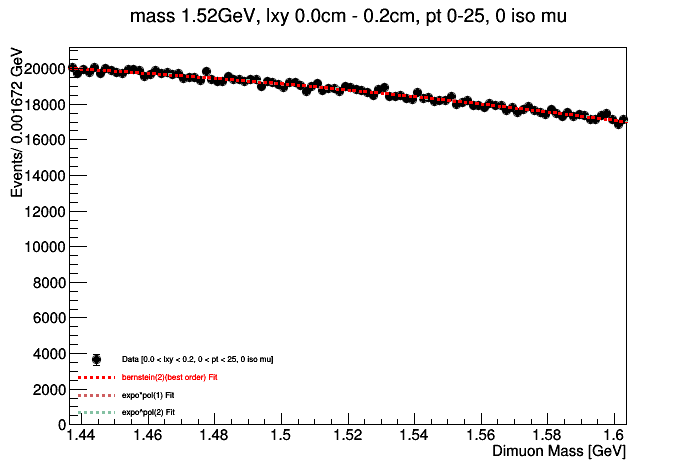 mass 1.52GeV, lxy 0.0cm - 0.2cm, pt 0-25, 0 iso mu
Events/ 0.001672 GeV
20000
18000
16000
14000
12000
10000
8000
6000
4000
2000
0
Data [0.0 < lxy < 0.2, 0 < pt < 25, 0 iso mu]
bernstein(2)(best order) Fit
expo*pol(1) Fit
expo^pol(2) Fit
1.44 1.46 1.48 1.5 1.52 1.54 1.56 1.58 1.6
Dimuon Mass [GeV]